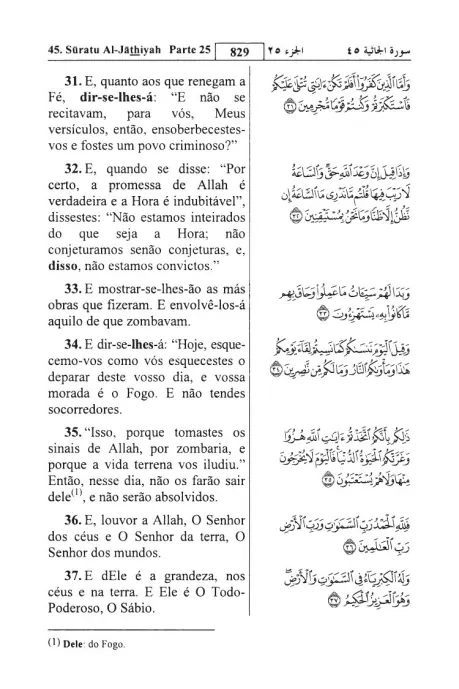 45. Sūratu Al-Jāthiyah Parte 25 829 الجزء ٢٥ سورة الجاثية ٤٥
31. E, quanto aos que renegam a
Fé, dir-se-lhes-á: “E não se
recitavam, para vós, Meus
versículos, então, ensoberbecestes-
vos e fostes um povo criminoso?”
وَأَمَّا ٱلَّذِينَ كَفَرُوٓاْ أَفَلَمْ تَكُنْ ءَايَٰتِى تُتْلَىٰ عَلَيْكُمْ
فَٱسْتَكْبَرْتُمْ وَكُنتُمْ قَوْمًا مُّجْرِمِينَ ٣١
32. E, quando se disse: “Por
certo, a promessa de Allah é
verdadeira e a Hora é indubitável”,
dissestes: “Não estamos inteirados
do que seja a Hora; não
conjeturamos senão conjeturas, e,
disso, não estamos convictos.”
وَإِذَا قِيلَ إِنَّ وَعْدَ ٱللَّهِ حَقٌّ وَٱلسَّاعَةُ
لَا رَيْبَ فِيهَا قُلْتُم مَّا نَدْرِى مَا ٱلسَّاعَةُ إِن
نَّظُنُّ إِلَّا ظَنًّا وَمَا نَحْنُ بِمُسْتَيْقِنِينَ ٣٢
33. E mostrar-se-lhes-ão as más
obras que fizeram. E envolvê-los-á
aquilo de que zombavam.
وَبَدَا لَهُمْ سَيِّـَٔاتُ مَا عَمِلُواْ وَحَاقَ بِهِم
مَّا كَانُواْ بِهِۦ يَسْتَهْزِءُونَ ٣٣
34. E dir-se-lhes-á: “Hoje, esque-
cemo-vos como vós esquecestes o
deparar deste vosso dia, e vossa
morada é o Fogo. E não tendes
socorredores.
وَقِيلَ ٱلْيَوْمَ نَنسَىٰكُمْ كَمَا نَسِيتُمْ لِقَآءَ يَوْمِكُمْ
هَٰذَا وَمَأْوَىٰكُمُ ٱلنَّارُ وَمَا لَكُم مِّن نَّٰصِرِينَ ٣٤
35. “Isso, porque tomastes os
sinais de Allah, por zombaria, e
porque a vida terrena vos iludiu.”
Então, nesse dia, não os farão sair
dele(1), e não serão absolvidos.
ذَٰلِكُم بِأَنَّكُمُ ٱتَّخَذْتُمْ ءَايَٰتِ ٱللَّهِ هُزُوًا
وَغَرَّتْكُمُ ٱلْحَيَوٰةُ ٱلدُّنْيَا فَٱلْيَوْمَ لَا يُخْرَجُونَ
مِنْهَا وَلَا هُمْ يُسْتَعْتَبُونَ ٣٥
36. E, louvor a Allah, O Senhor
dos céus e O Senhor da terra, O
Senhor dos mundos.
فَلِلَّهِ ٱلْحَمْدُ رَبِّ ٱلسَّمَٰوَٰتِ وَرَبِّ ٱلْأَرْضِ
رَبِّ ٱلْعَٰلَمِينَ ٣٦
37. E dEle é a grandeza, nos
céus e na terra. E Ele é O Todo-
Poderoso, O Sábio.
وَلَهُ ٱلْكِبْرِيَآءُ فِى ٱلسَّمَٰوَٰتِ وَٱلْأَرْضِ
وَهُوَ ٱلْعَزِيزُ ٱلْحَكِيمُ ٣٧
(1) Dele: do Fogo.